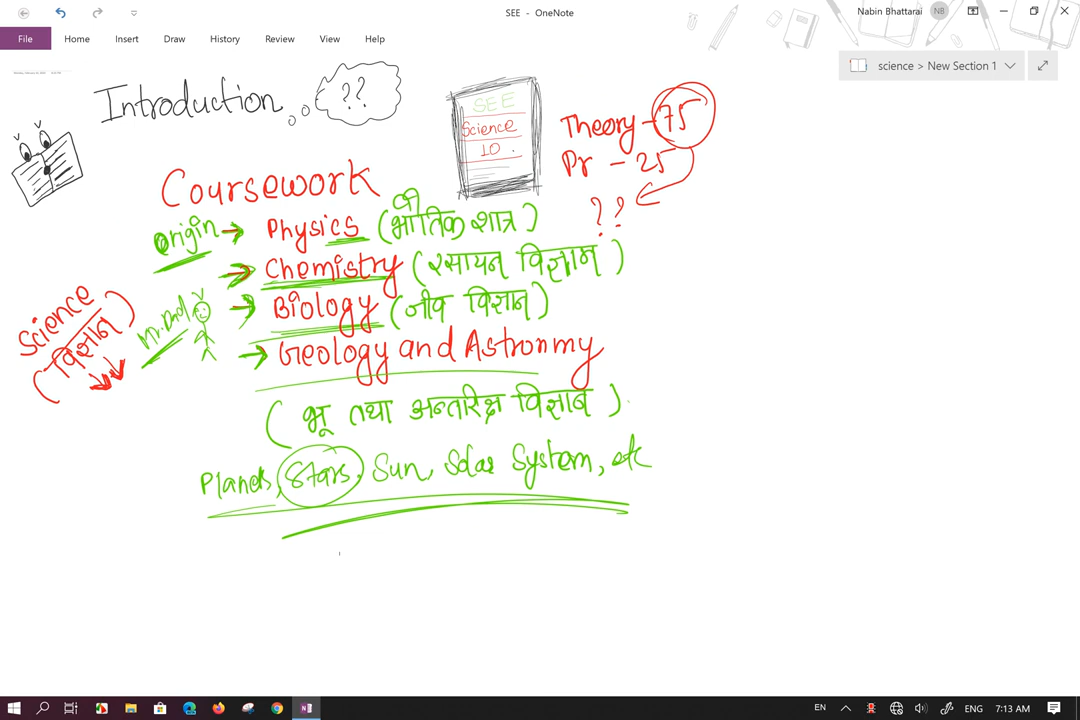 SEE - OneNote
Nabin Bhattarai NB
File Home Insert Draw History Review View Help
science > New Section 1
Introduction ??
SEE
Science
10
Theory - 75
Pr - 25
??
Coursework
origin → Physics (भौतिक शात्र)
→ Chemistry (रसायन विज्ञान)
→ Biology (जीव विज्ञान)
→ Geology and Astronmy
Science
(विज्ञान)
(भू तथा अन्तरिक्ष विज्ञान)
Planets, Stars, Sun, Solar System, etc
EN ENG 7:13 AM